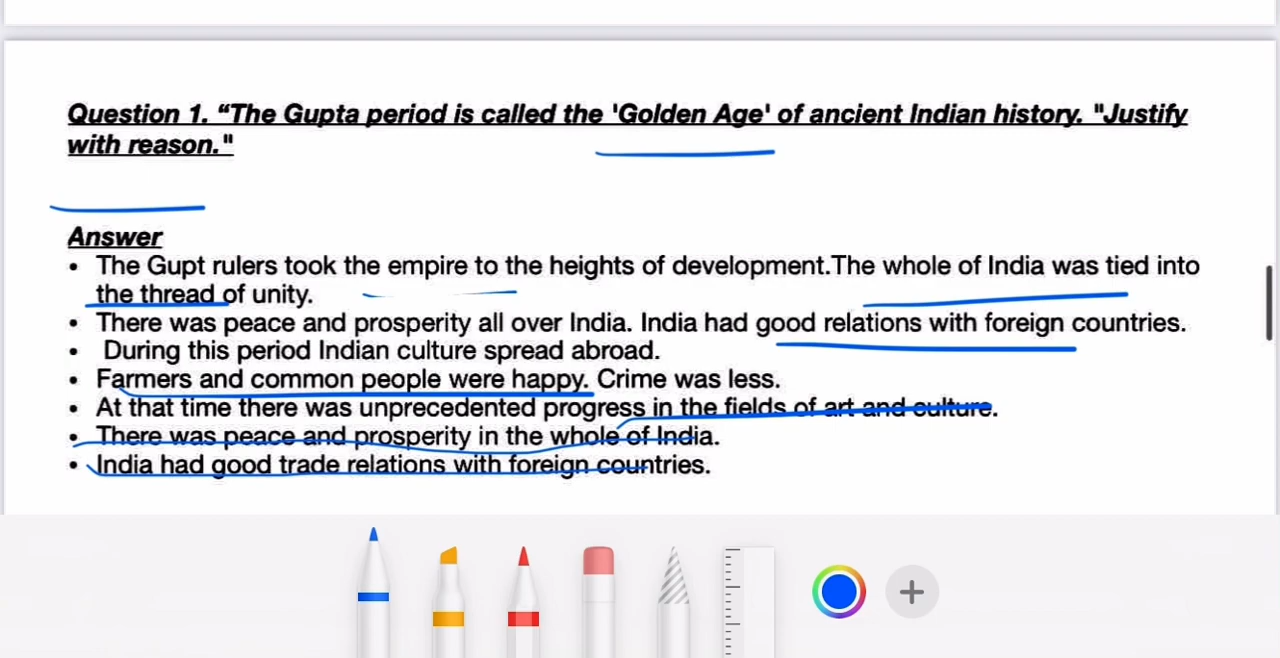 Question 1. “The Gupta period is called the 'Golden Age' of ancient Indian history. "Justify
with reason."
Answer
• The Gupt rulers took the empire to the heights of development.The whole of India was tied into
the thread of unity.
• There was peace and prosperity all over India. India had good relations with foreign countries.
• During this period Indian culture spread abroad.
• Farmers and common people were happy. Crime was less.
• At that time there was unprecedented progress in the fields of art and culture.
• There was peace and prosperity in the whole of India.
• India had good trade relations with foreign countries.